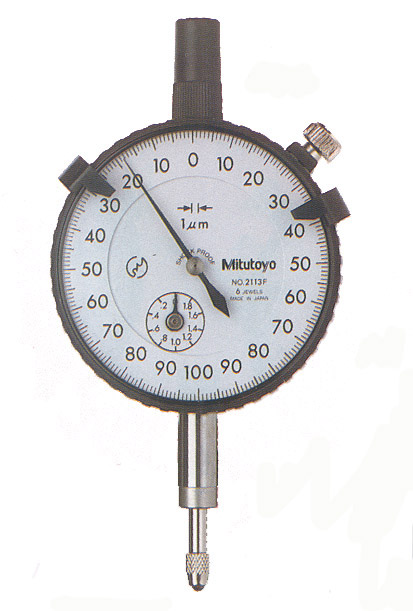 10 0 10
20 20
30 30
40 40
1μm
SHOCK PROOF
50 Mitutoyo 50
NO.2113F
60 60
6 JEWELS
MADE IN JAPAN
.2 1.8
.4 1.6
.6 1.4
.8 1.0 1.2
70 70
80 80
90 100 90